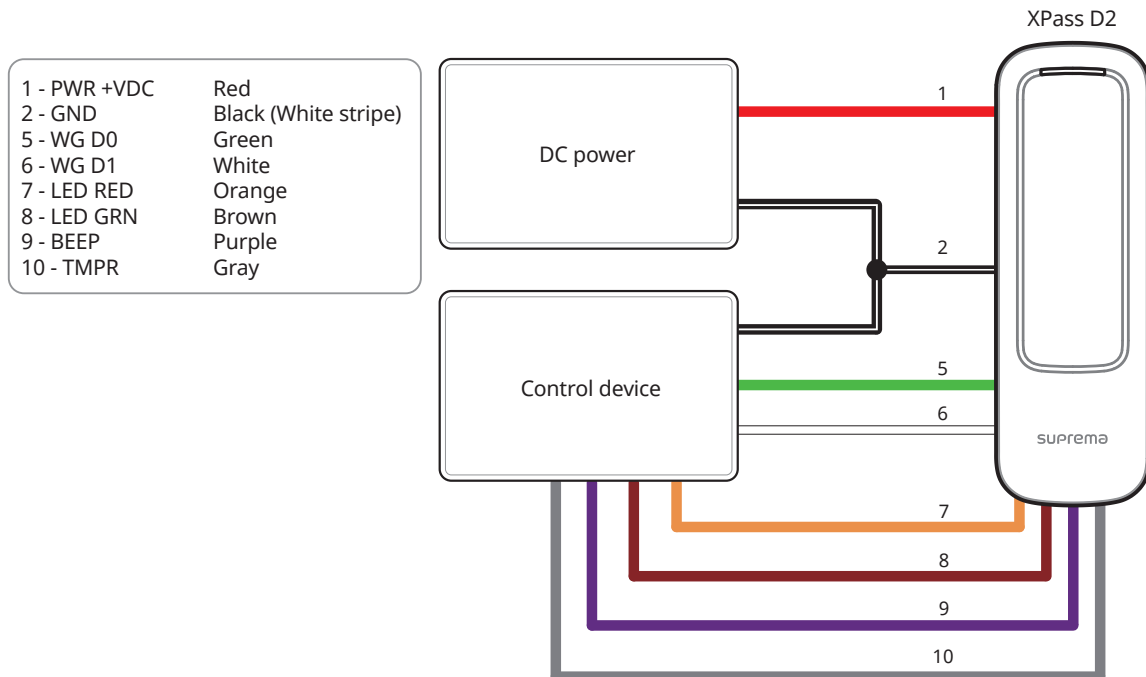 XPass D2
1 - PWR +VDC Red
2 - GND Black (White stripe)
5 - WG D0 Green
6 - WG D1 White
7 - LED RED Orange
8 - LED GRN Brown
9 - BEEP Purple
10 - TMPR Gray
DC power
1
2
Control device
5
6
suprema
7
8
9
10